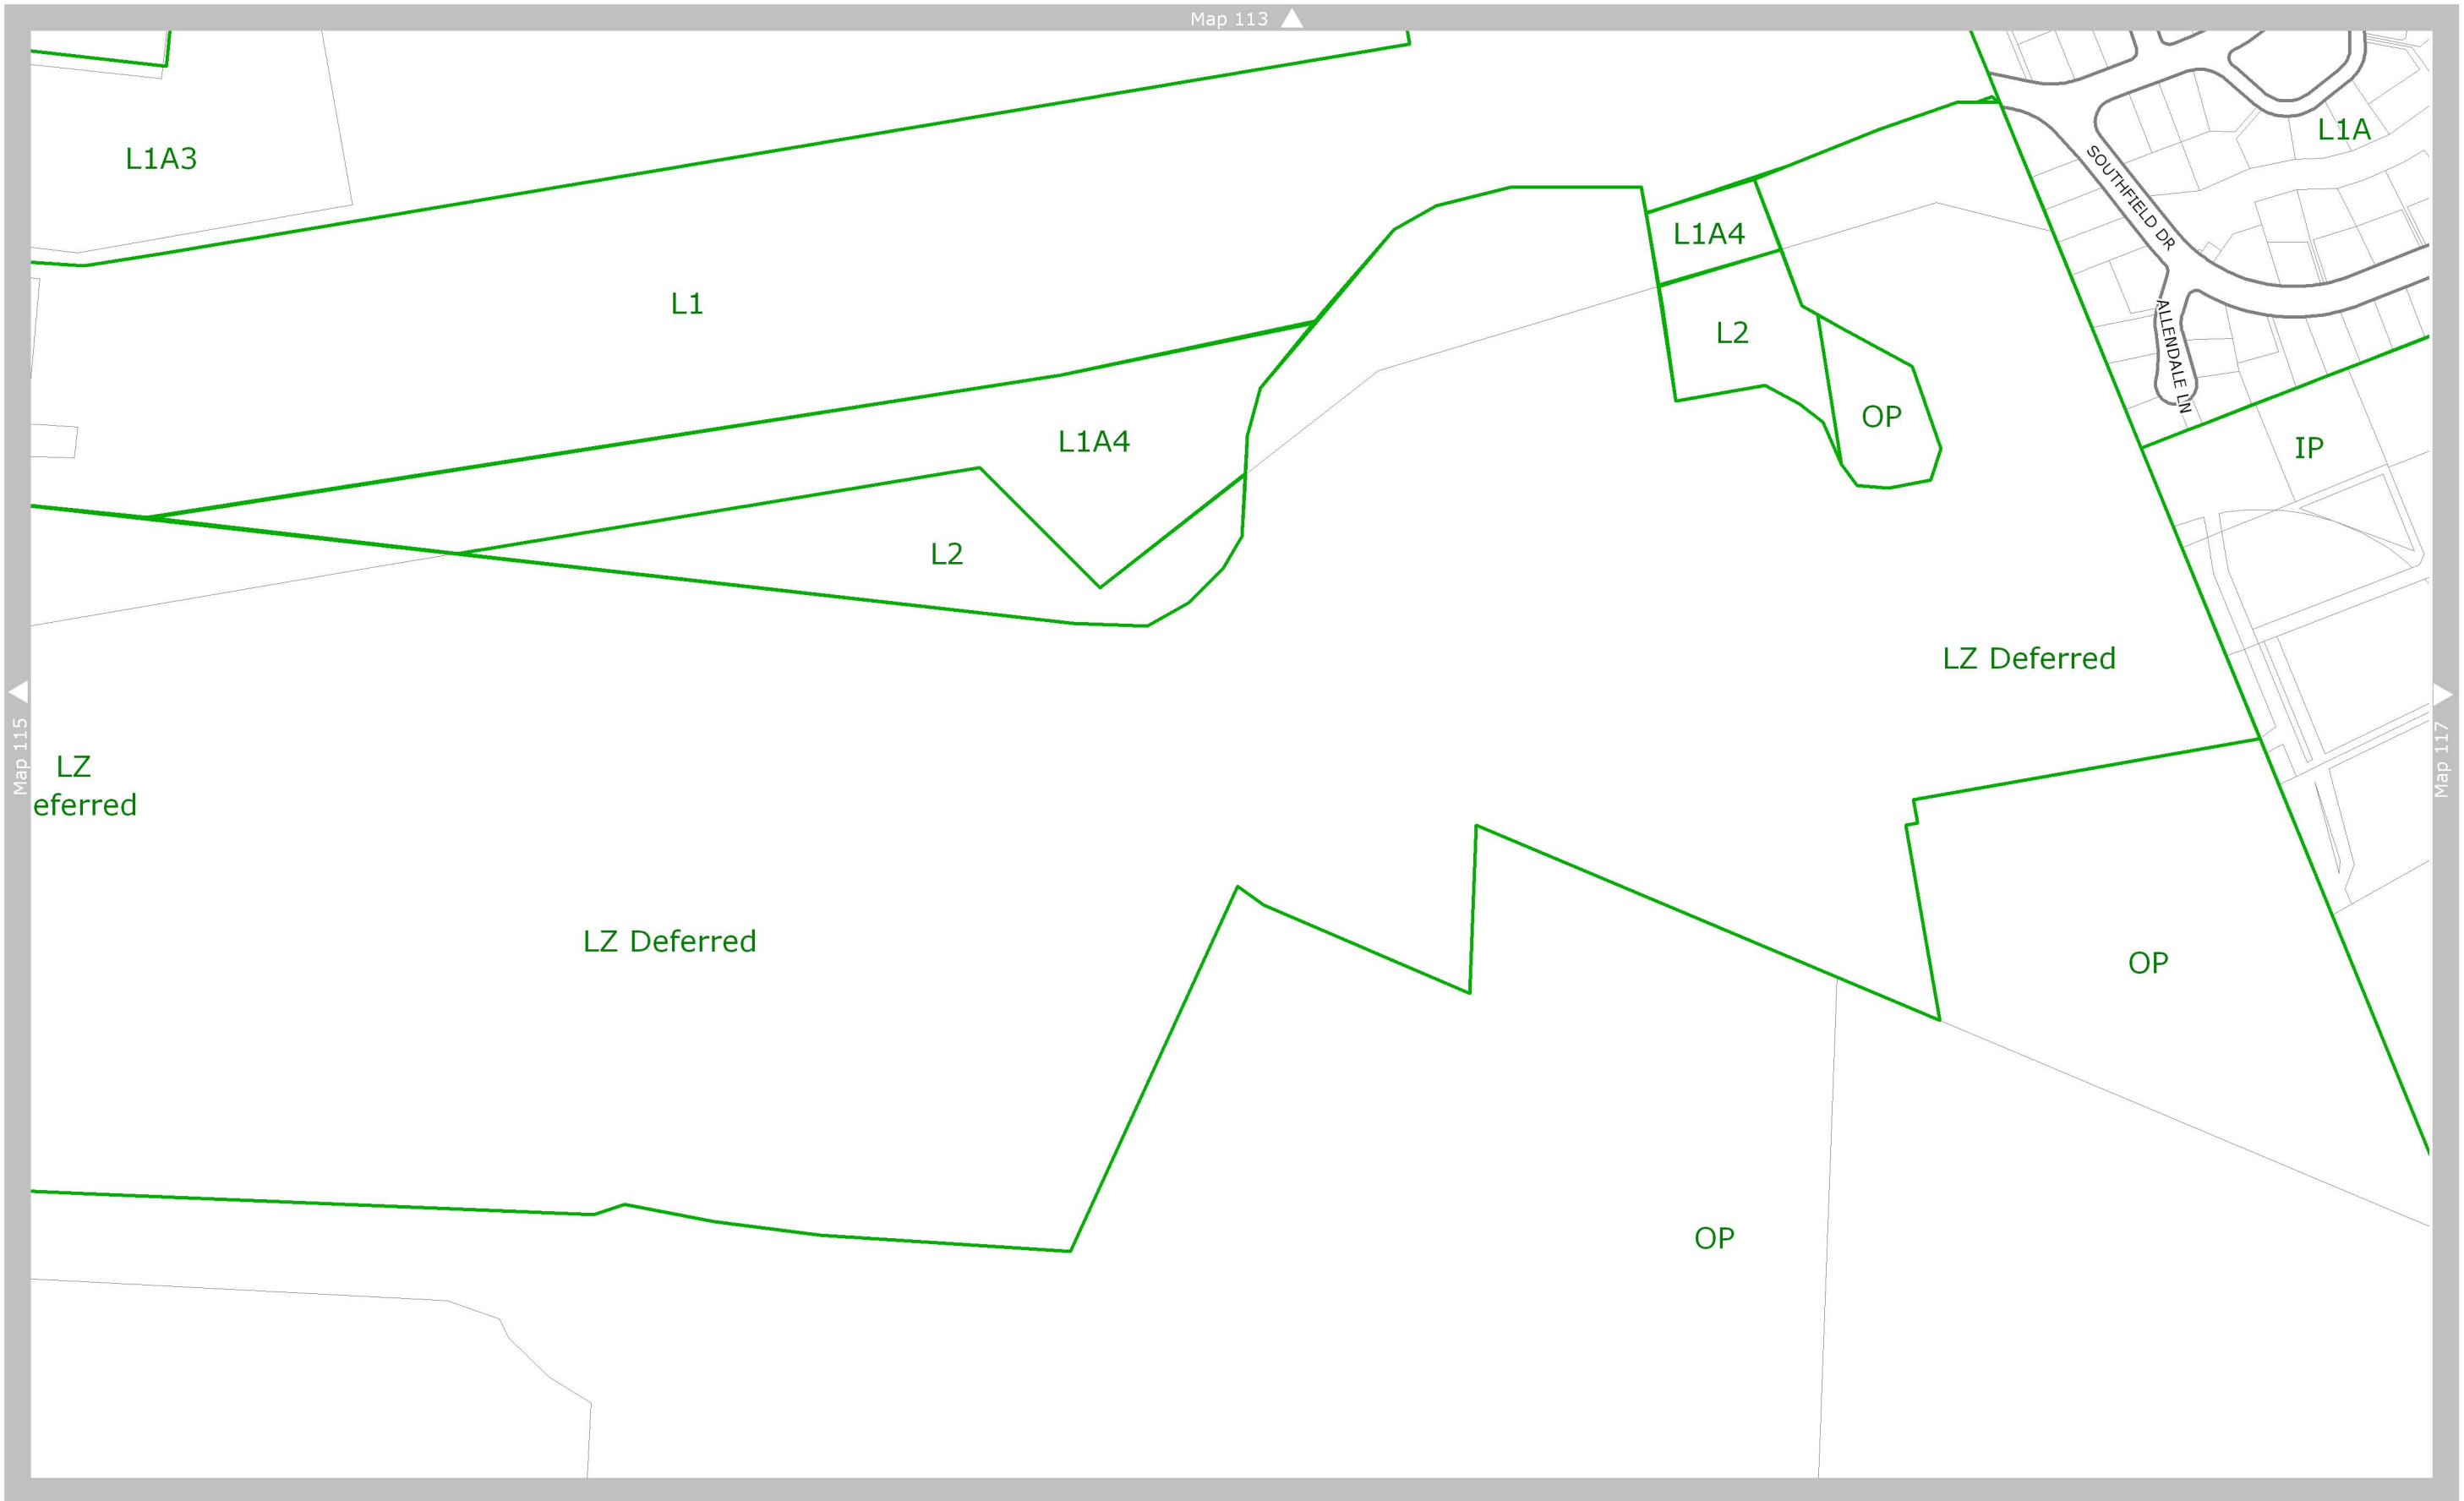 Map 113
L1A3
L1A
SOUTHFIELD DR
L1A4
L1
L2
ALLENDALE LN
OP
L1A4
IP
L2
LZ Deferred
Map 115
Map 117
LZ
eferred
LZ Deferred
OP
OP